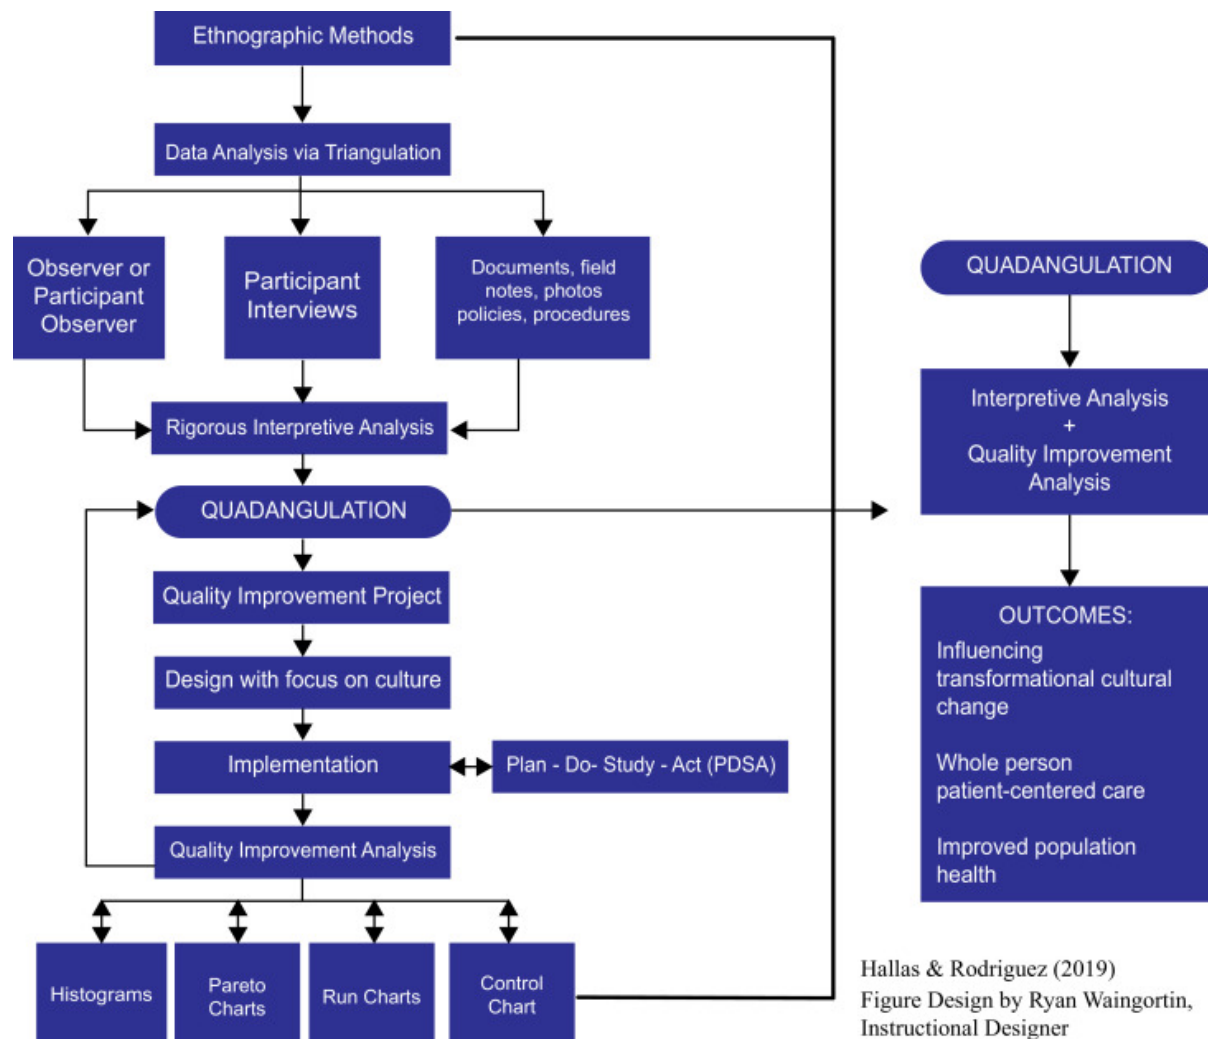 Ethnographic Methods
Data Analysis via Triangulation
Observer or
Participant
Observer
Participant
Interviews
Documents, field
notes, photos
policies, procedures
Rigorous Interpretive Analysis
QUADANGULATION
Quality Improvement Project
Design with focus on culture
Implementation
Plan - Do- Study - Act (PDSA)
Quality Improvement Analysis
Histograms
Pareto
Charts
Run Charts
Control
Chart
QUADANGULATION
Interpretive Analysis
+
Quality Improvement
Analysis
OUTCOMES:
Influencing
transformational cultural
change
Whole person
patient-centered care
Improved population
health
Hallas & Rodriguez (2019)
Figure Design by Ryan Waingortin,
Instructional Designer